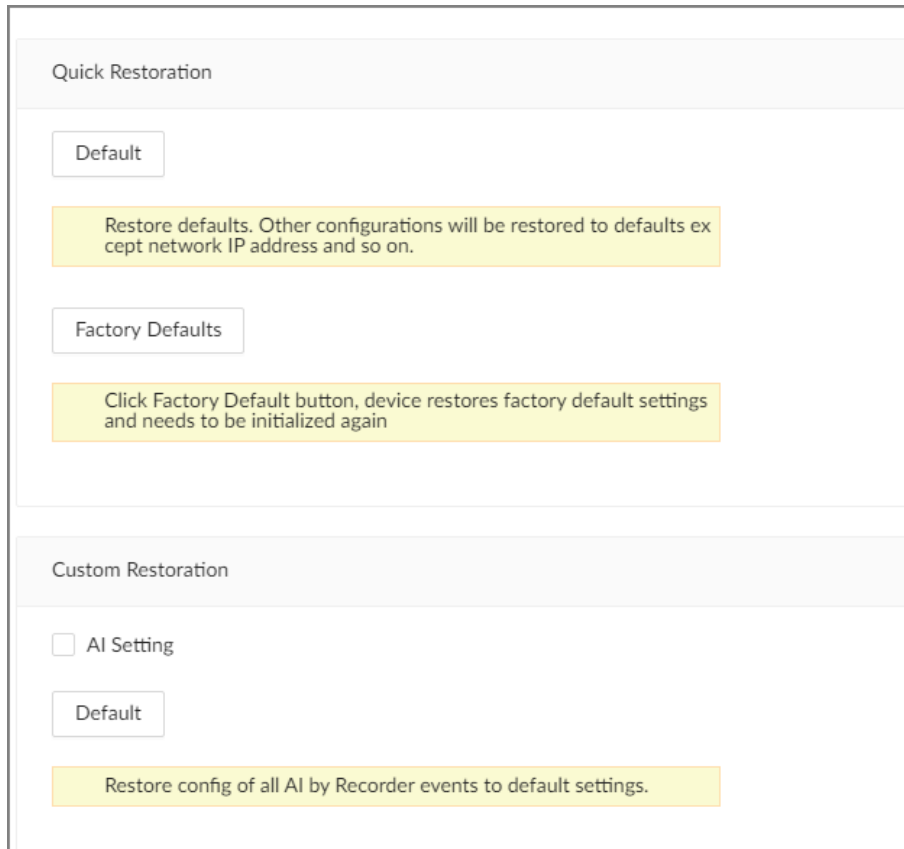 Quick Restoration
Default
Restore defaults. Other configurations will be restored to defaults ex
cept network IP address and so on.
Factory Defaults
Click Factory Default button, device restores factory default settings
and needs to be initialized again
Custom Restoration
AI Setting
Default
Restore config of all AI by Recorder events to default settings.